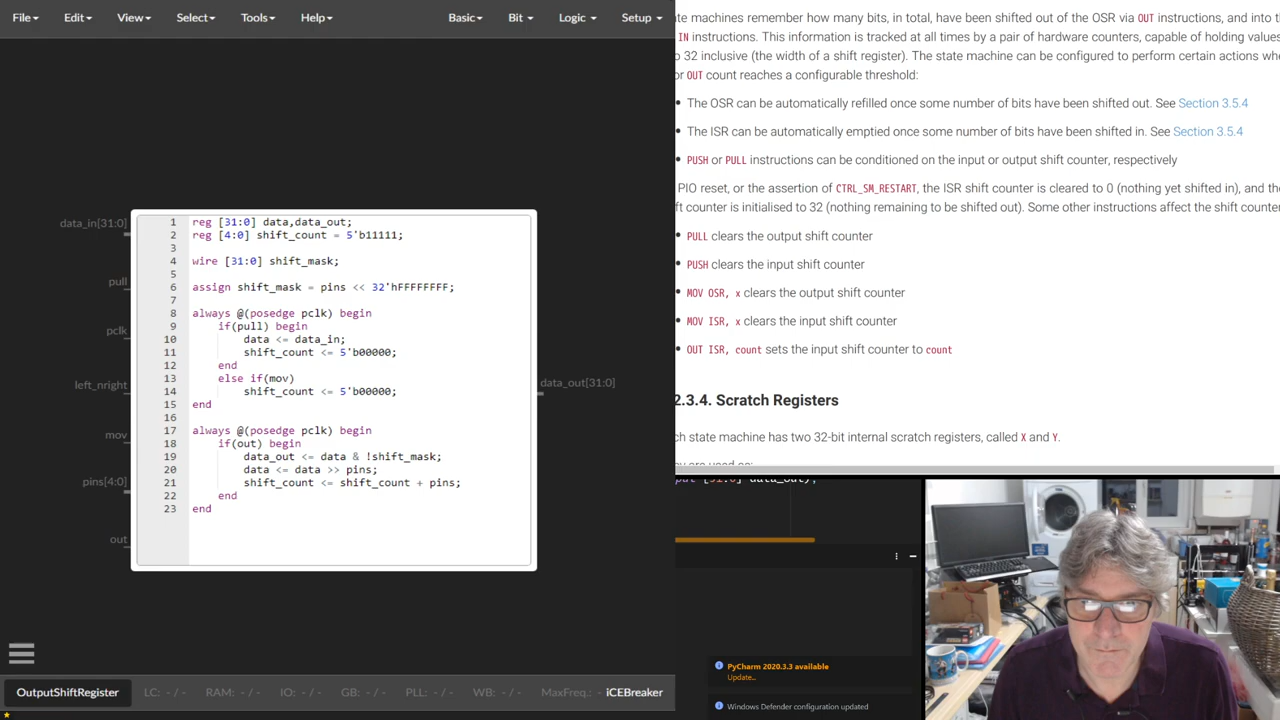 File Edit View Select Tools Help Basic Bit Logic Setup
data_in[31:0]
pull
pclk
left_nright
mov
pins[4:0]
out
1 reg [31:0] data,data_out;
2 reg [4:0] shift_count = 5'b11111;
3
4 wire [31:0] shift_mask;
5
6 assign shift_mask = pins << 32'hFFFFFFFF;
7
8 always @(posedge pclk) begin
9 if(pull) begin
10 data <= data_in;
11 shift_count <= 5'b00000;
12 end
13 else if(mov)
14 shift_count <= 5'b00000;
15 end
16
17 always @(posedge pclk) begin
18 if(out) begin
19 data_out <= data & !shift_mask;
20 data <= data >> pins;
21 shift_count <= shift_count + pins;
22 end
23 end
data_out[31:0]
OutputShiftRegister LC: - / - RAM: - / - IO: - / - GB: - / - PLL: - / - WB: - / - MaxFreq.: - / - iCEBreaker
ate machines remember how many bits, in total, have been shifted out of the OSR via OUT instructions, and into t
IN instructions. This information is tracked at all times by a pair of hardware counters, capable of holding values
o 32 inclusive (the width of a shift register). The state machine can be configured to perform certain actions whe
or OUT count reaches a configurable threshold:
• The OSR can be automatically refilled once some number of bits have been shifted out. See Section 3.5.4
• The ISR can be automatically emptied once some number of bits have been shifted in. See Section 3.5.4
• PUSH or PULL instructions can be conditioned on the input or output shift counter, respectively
PIO reset, or the assertion of CTRL_SM_RESTART, the ISR shift counter is cleared to 0 (nothing yet shifted in), and the
ft counter is initialised to 32 (nothing remaining to be shifted out). Some other instructions affect the shift counter
• PULL clears the output shift counter
• PUSH clears the input shift counter
• MOV OSR, x clears the output shift counter
• MOV ISR, x clears the input shift counter
• OUT ISR, count sets the input shift counter to count
2.3.4. Scratch Registers
ch state machine has two 32-bit internal scratch registers, called X and Y.
PyCharm 2020.3.3 available
Update...
Windows Defender configuration updated